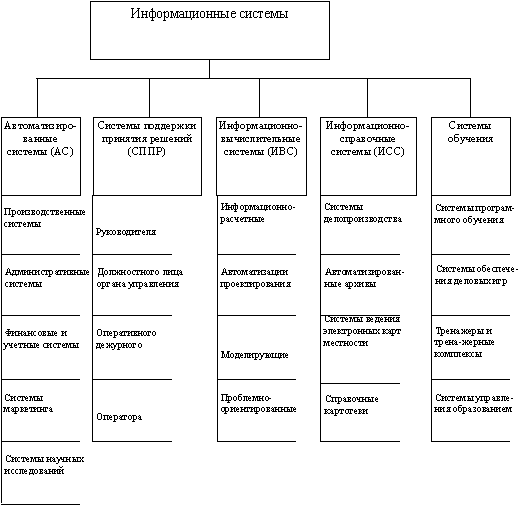 Информационные системы
Автоматизиро-
ванные
системы (АС)
Производственные
системы
Административные
системы
Финансовые и
учетные системы
Системы
маркетинга
Системы научных
исследований
Системы поддержки
принятия решений
(СППР)
Руководителя
Должностного лица
органа управления
Оперативного
дежурного
Оператора
Информационно-
вычислительные
системы (ИВС)
Информационно-
расчетные
Автоматизации
проектирования
Моделирующие
Проблемно-
ориентированные
Информационно-
справочные
системы (ИСС)
Системы
делопроизводства
Автоматизирован-
ные архивы
Системы ведения
электронных карт
местности
Справочные
картотеки
Системы
обучения
Системы програм-
много обучения
Системы обеспече-
ния деловых игр
Тренажеры и
трена-жерные
комплексы
Системы управле-
ния образованием